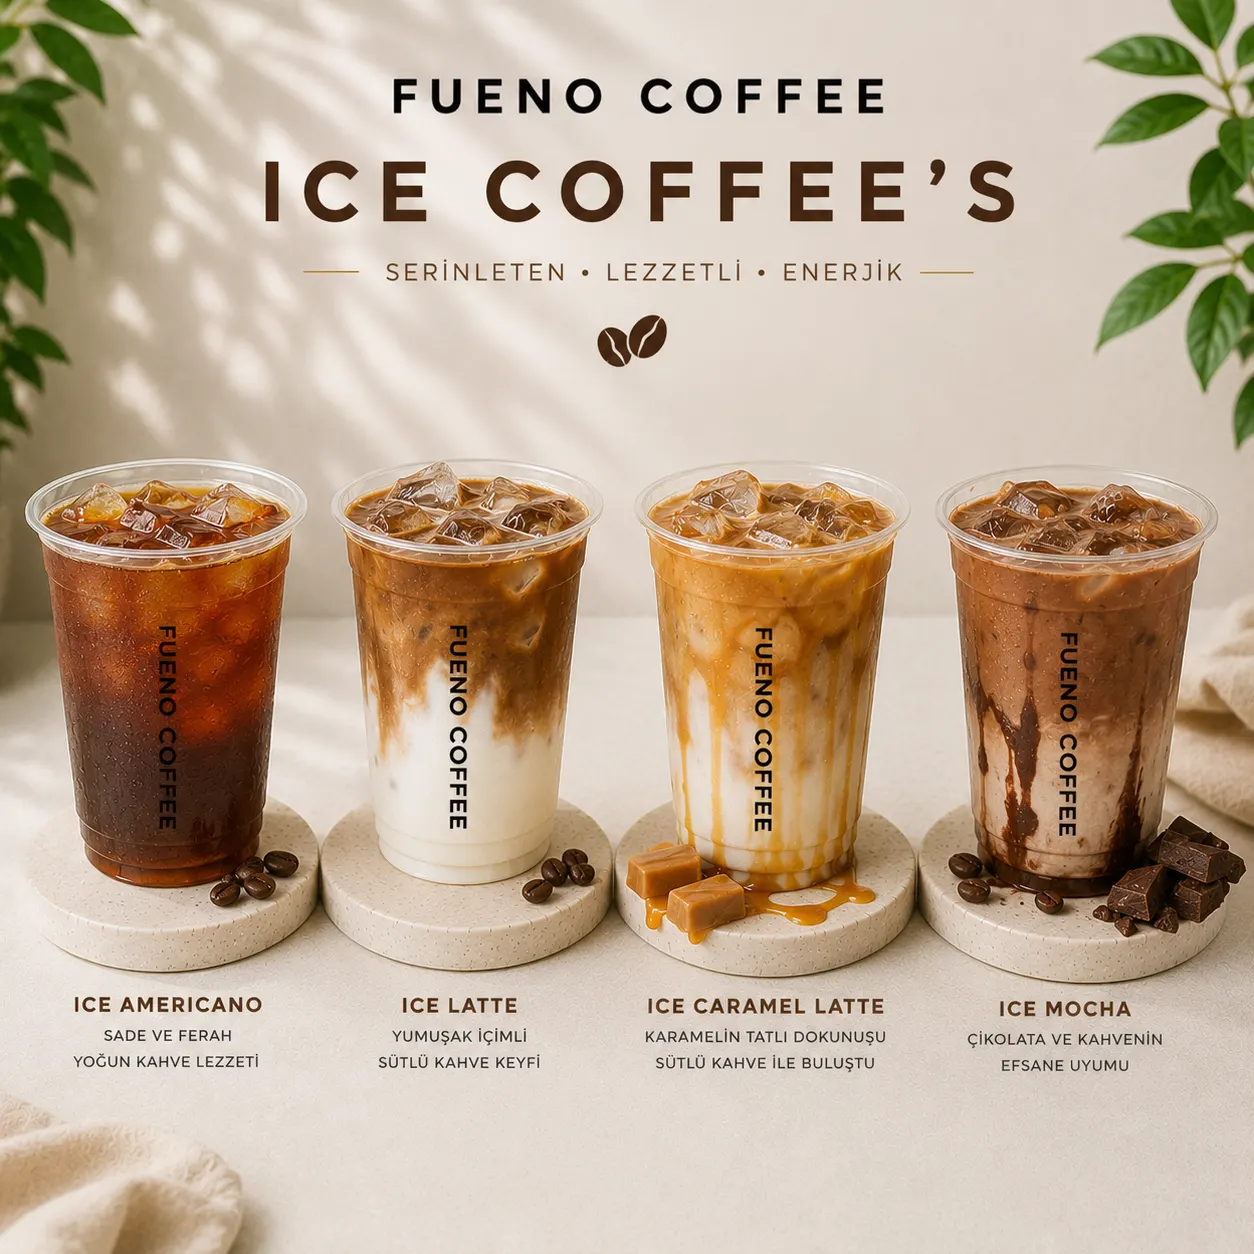 FUENO COFFEE
ICE COFFEE'S
SERİNLETEN • LEZZETLİ • ENERJİK
FUENO COFFEE
FUENO COFFEE
FUENO COFFEE
FUENO COFFEE
ICE AMERICANO
SADE VE FERAH
YOĞUN KAHVE LEZZETİ
ICE LATTE
YUMUŞAK İÇİMLİ
SÜTLÜ KAHVE KEYFİ
ICE CARAMEL LATTE
KARAMELİN TATLI DOKUNUŞU
SÜTLÜ KAHVE İLE BULUŞTU
ICE MOCHA
ÇİKOLATA VE KAHVENİN
EFSANE UYUMU